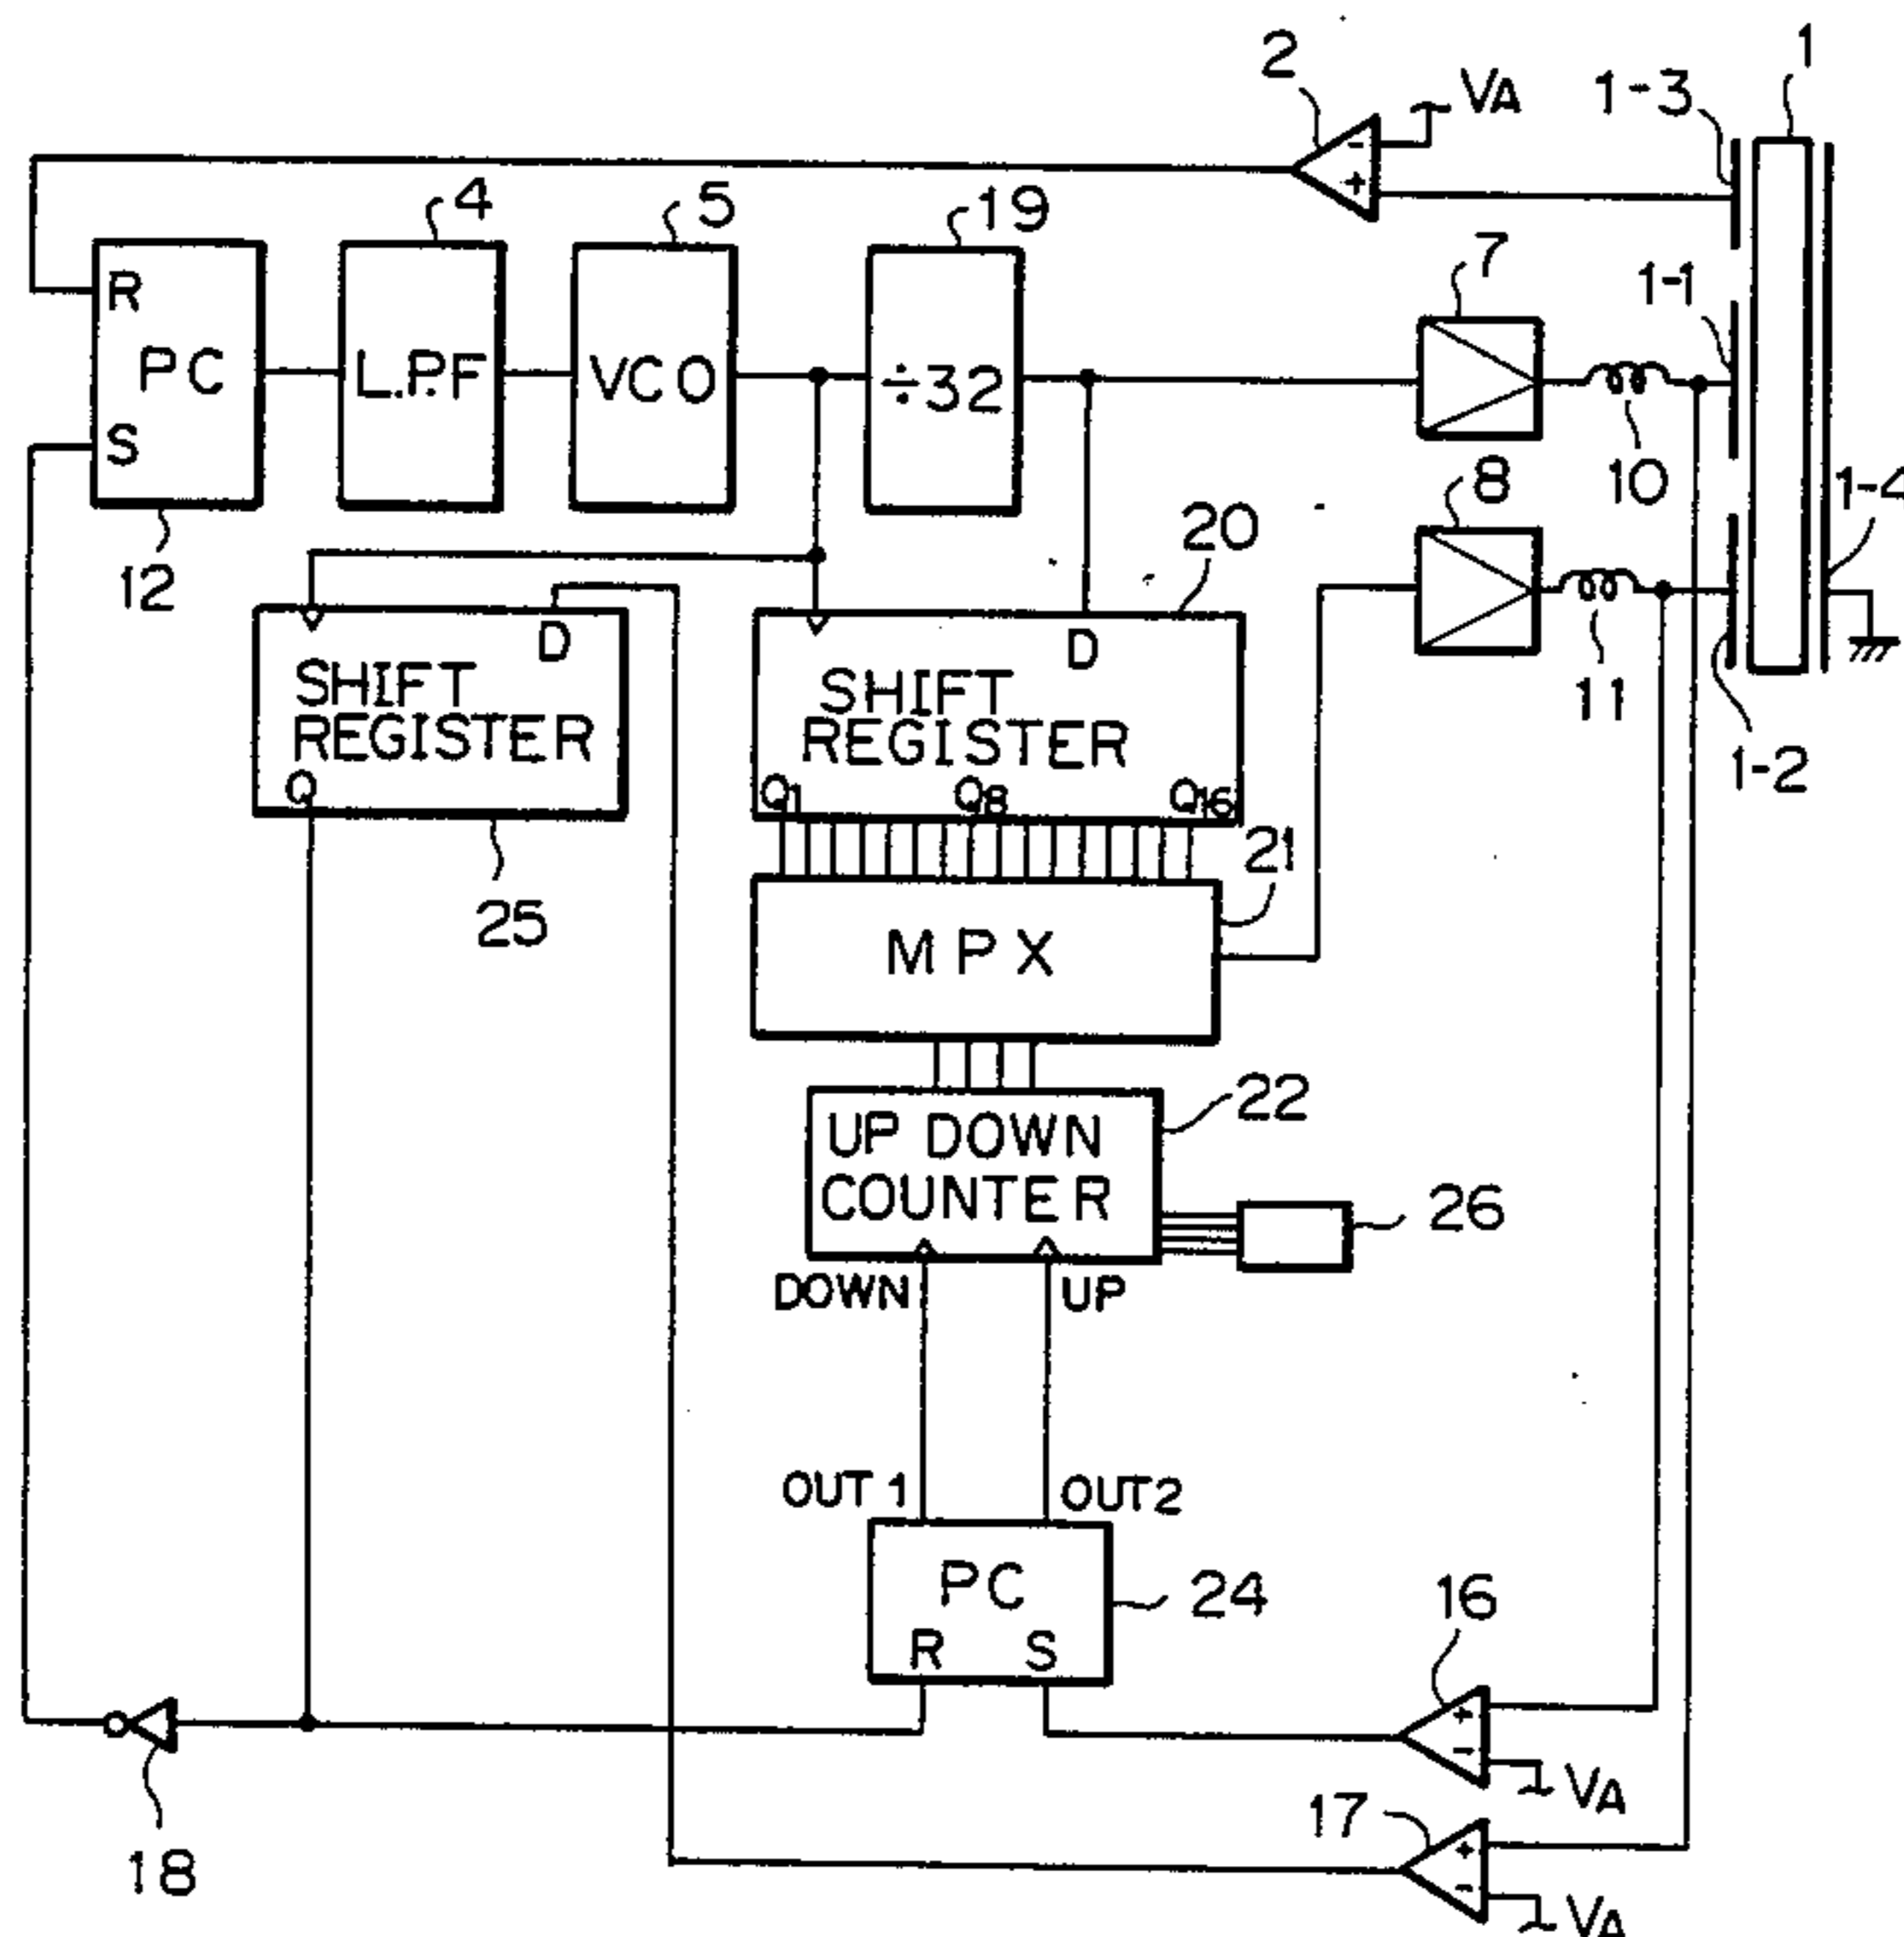 2
VA
1-3
1
4
5
19
7
1-1
R
PC
S
L.P.F
VCO
÷32
10
8
1-4
12
20
D
SHIFT
REGISTER
Q
D
SHIFT
REGISTER
Q1
Q8
Q16
11
1-2
25
21
MPX
22
UP DOWN
COUNTER
26
DOWN
UP
OUT 1
OUT2
PC
24
R
S
16
+
-
VA
17
+
-
VA
18